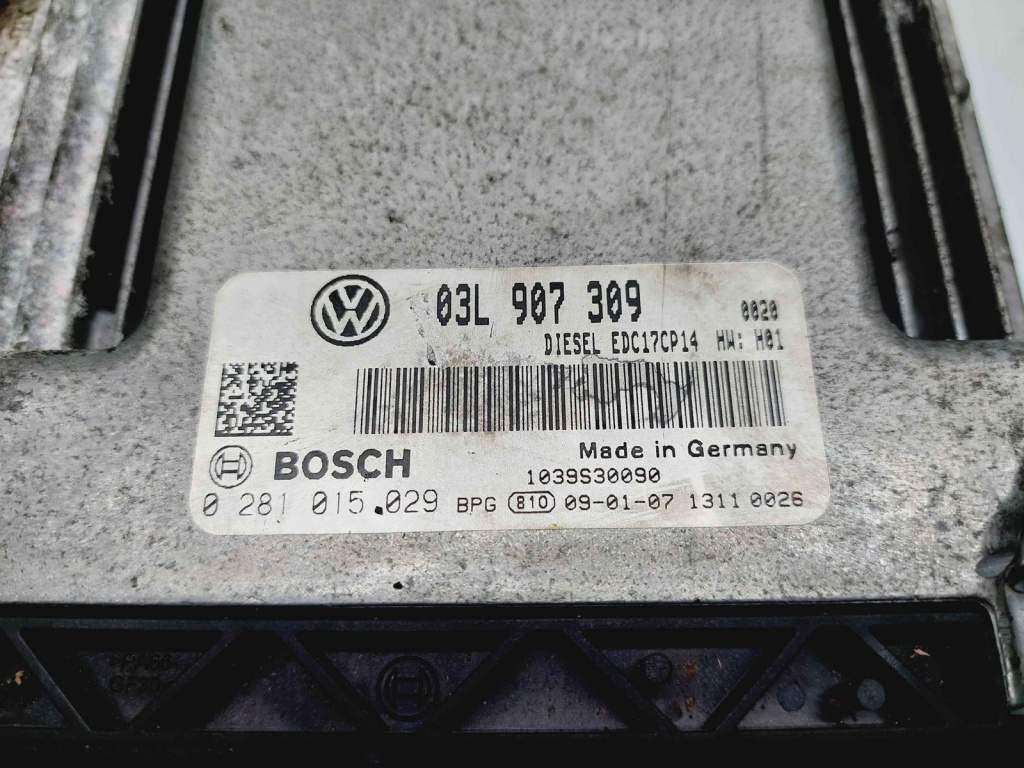 03L 907 309
0020
DIESEL EDC17CP14 HW: H01
Made in Germany
BOSCH
1039S30090
0 281 015 029 BPG 810 09-01-07 1311 0026